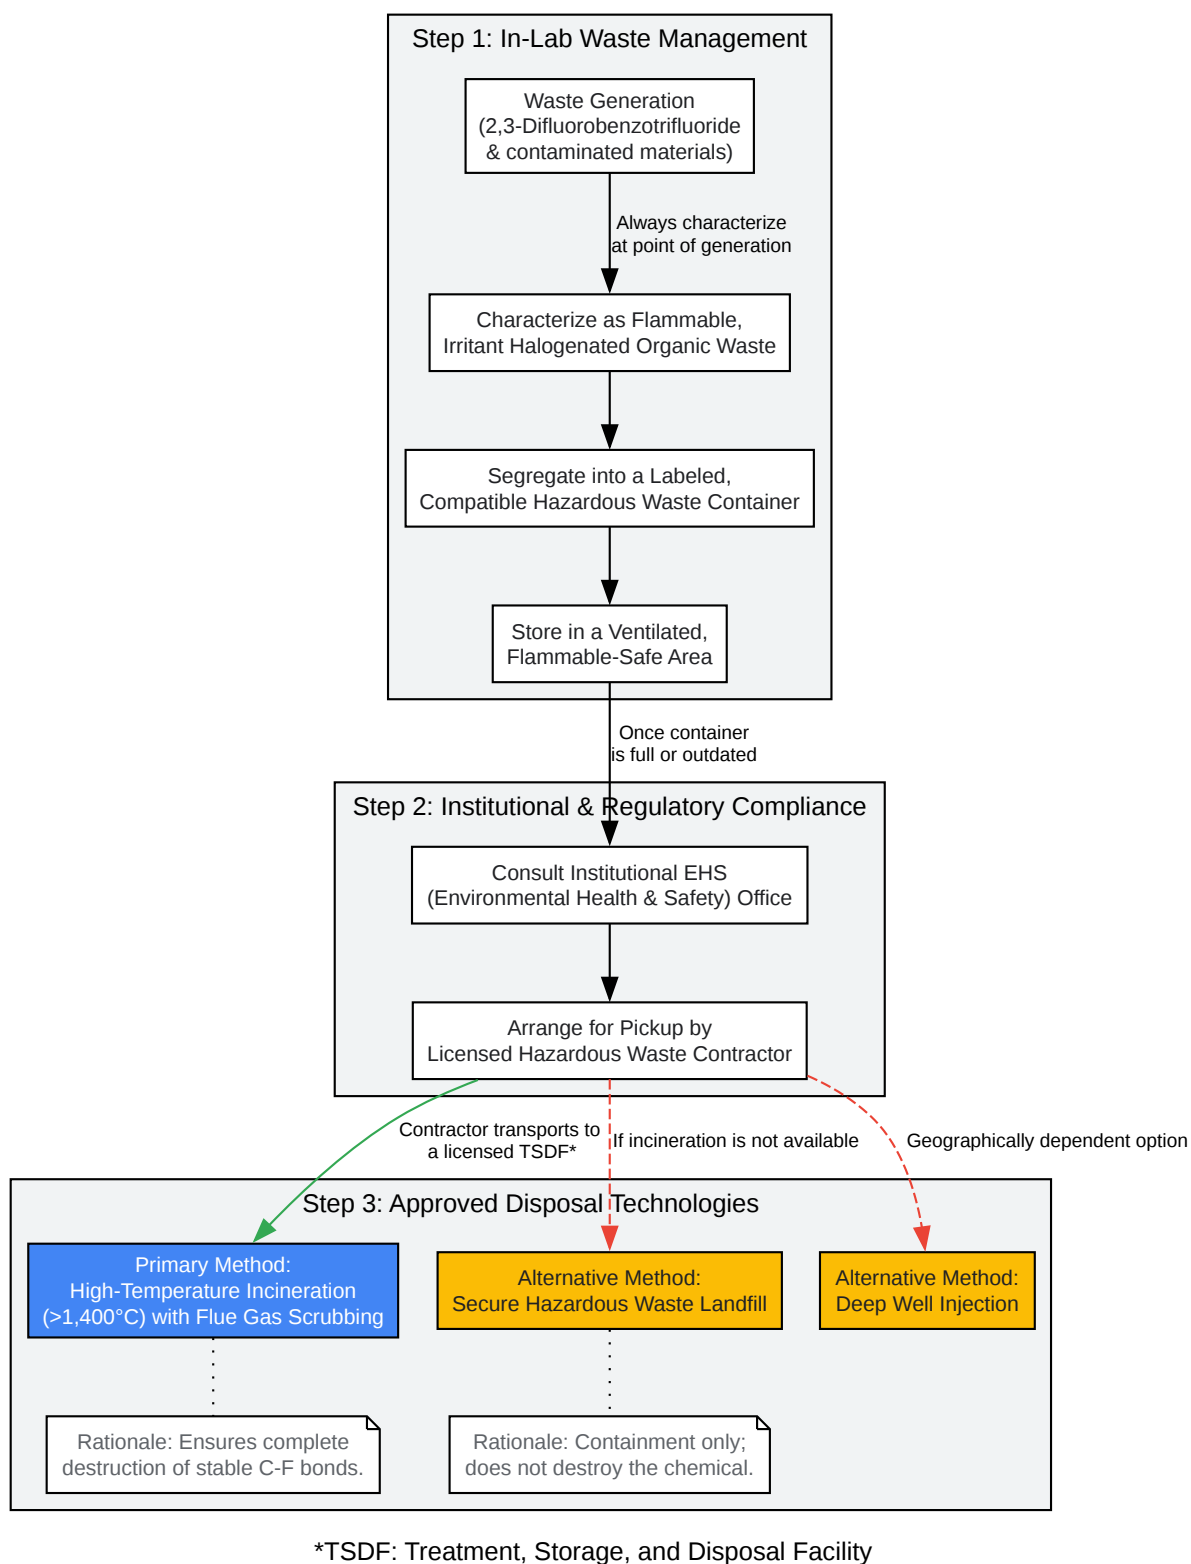 Step 1: In-Lab Waste Management
Waste Generation
(2,3-Difluorobenzotrifluoride
& contaminated materials)
Always characterize
at point of generation
Characterize as Flammable,
Irritant Halogenated Organic Waste
Segregate into a Labeled,
Compatible Hazardous Waste Container
Store in a Ventilated,
Flammable-Safe Area
Once container
is full or outdated
Step 2: Institutional & Regulatory Compliance
Consult Institutional EHS
(Environmental Health & Safety) Office
Arrange for Pickup by
Licensed Hazardous Waste Contractor
Contractor transports to
a licensed TSDF*
If incineration is not available
Geographically dependent option
Step 3: Approved Disposal Technologies
Primary Method:
High-Temperature Incineration
(>1,400°C) with Flue Gas Scrubbing
Alternative Method:
Secure Hazardous Waste Landfill
Alternative Method:
Deep Well Injection
Rationale: Ensures complete
destruction of stable C-F bonds.
Rationale: Containment only;
does not destroy the chemical.
*TSDF: Treatment, Storage, and Disposal Facility